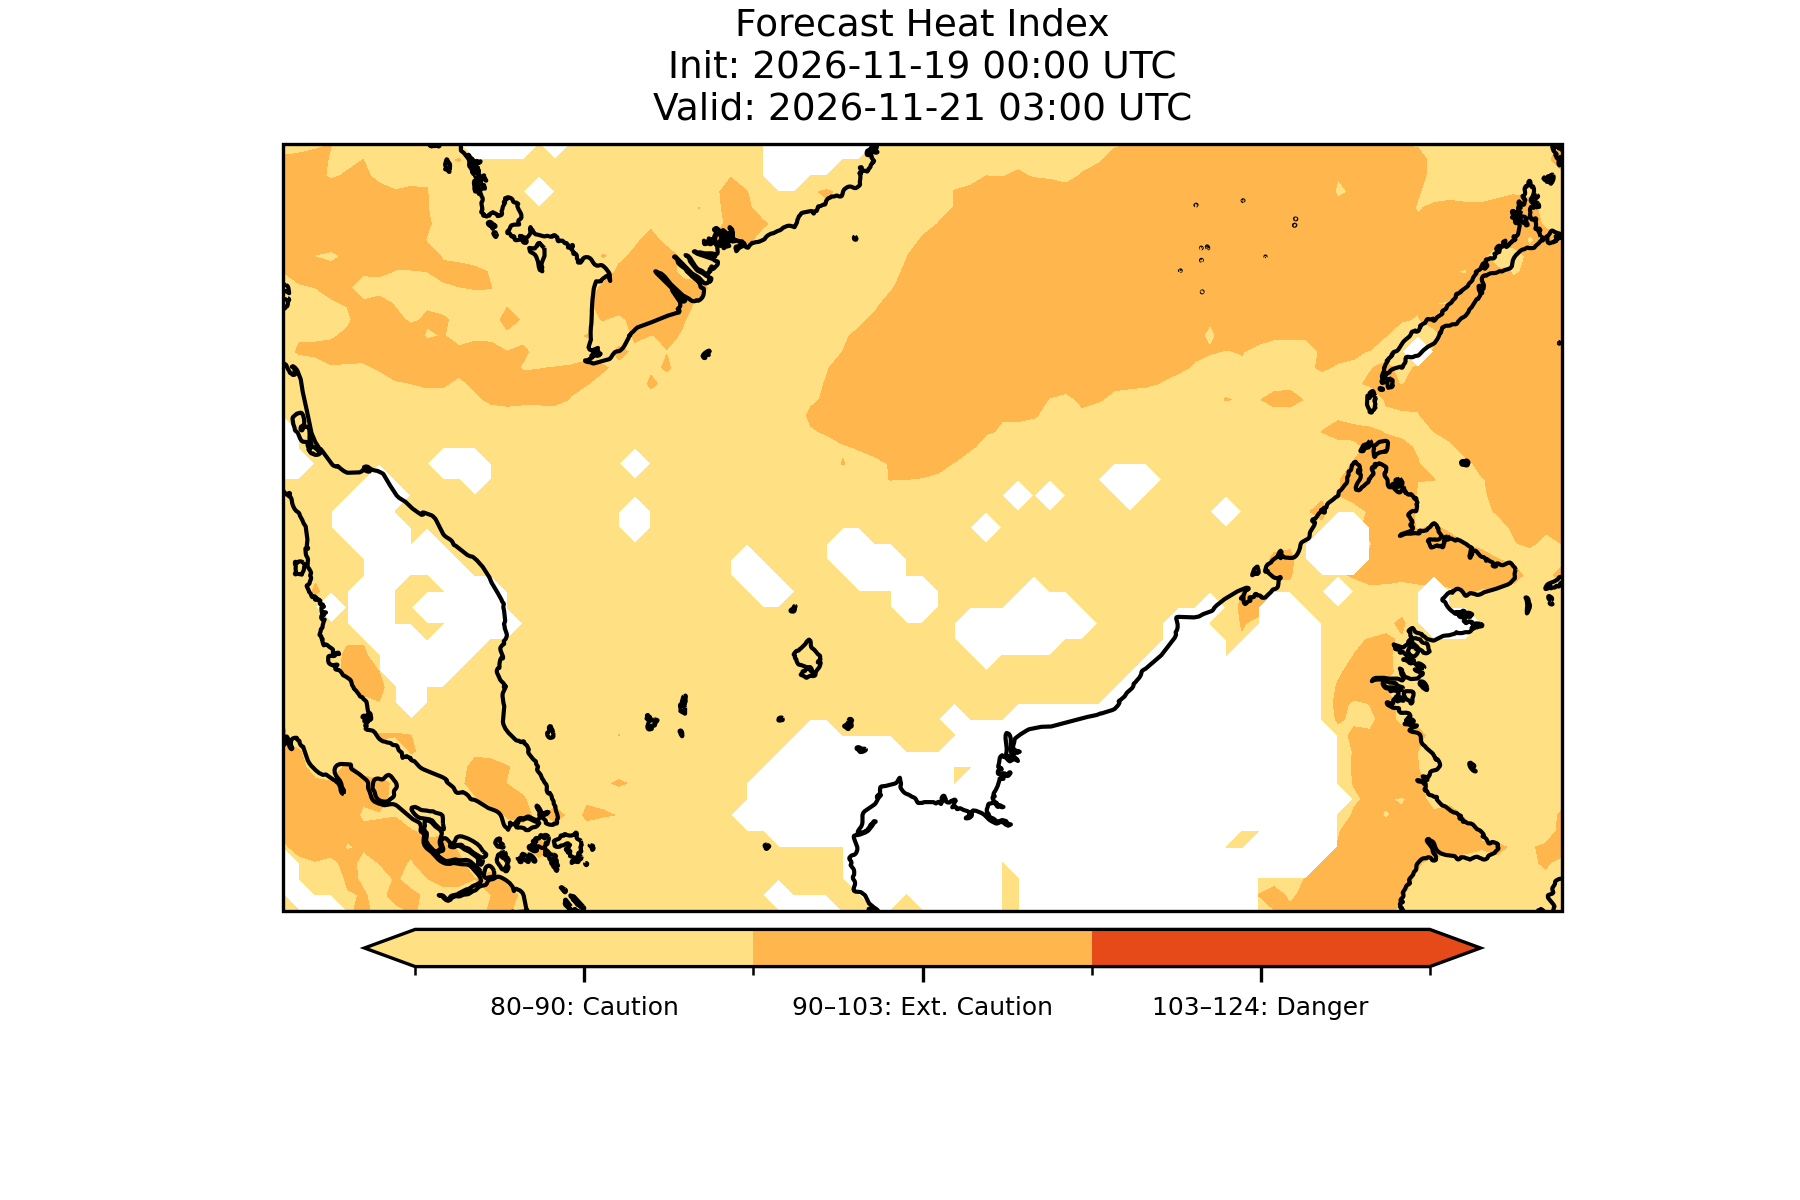 Forecast Heat Index
Init: 2026-11-19 00:00 UTC
Valid: 2026-11-21 03:00 UTC
80–90: Caution
90–103: Ext. Caution
103–124: Danger